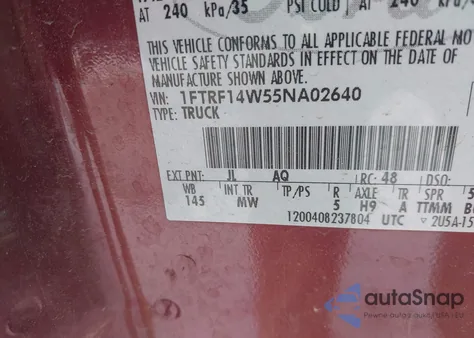 AT 240 kPa/35 PSI COLD AT 240
THIS VEHICLE CONFORMS TO ALL APPLICABLE FEDERAL
VEHICLE SAFETY STANDARDS IN EFFECT ON THE DATE OF
MANUFACTURE SHOWN ABOVE.
VIN: 1FTRF14W55NA02640
TYPE: TRUCK
EXT PNT: JL AQ RC: 48 DSO:
WB INT TR TP/PS R AXLE TR SPR
145 MW 5 H9 A TTMM
1200408237804 UTC
autoSnap